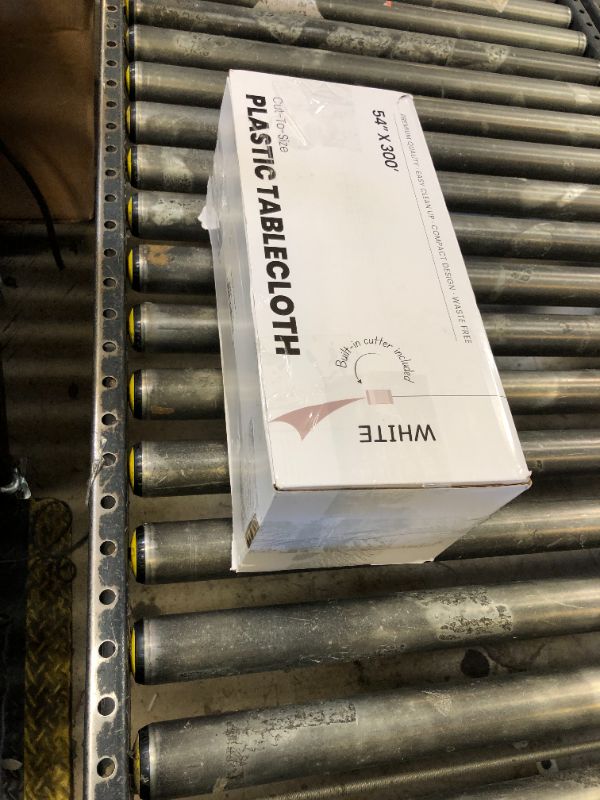 Cut-To-Size
PLASTIC TABLECLOTH
54" X 300'
PREMIUM QUALITY · EASY CLEAN UP · COMPACT DESIGN · WASTE FREE
Built-in cutter included
WHITE